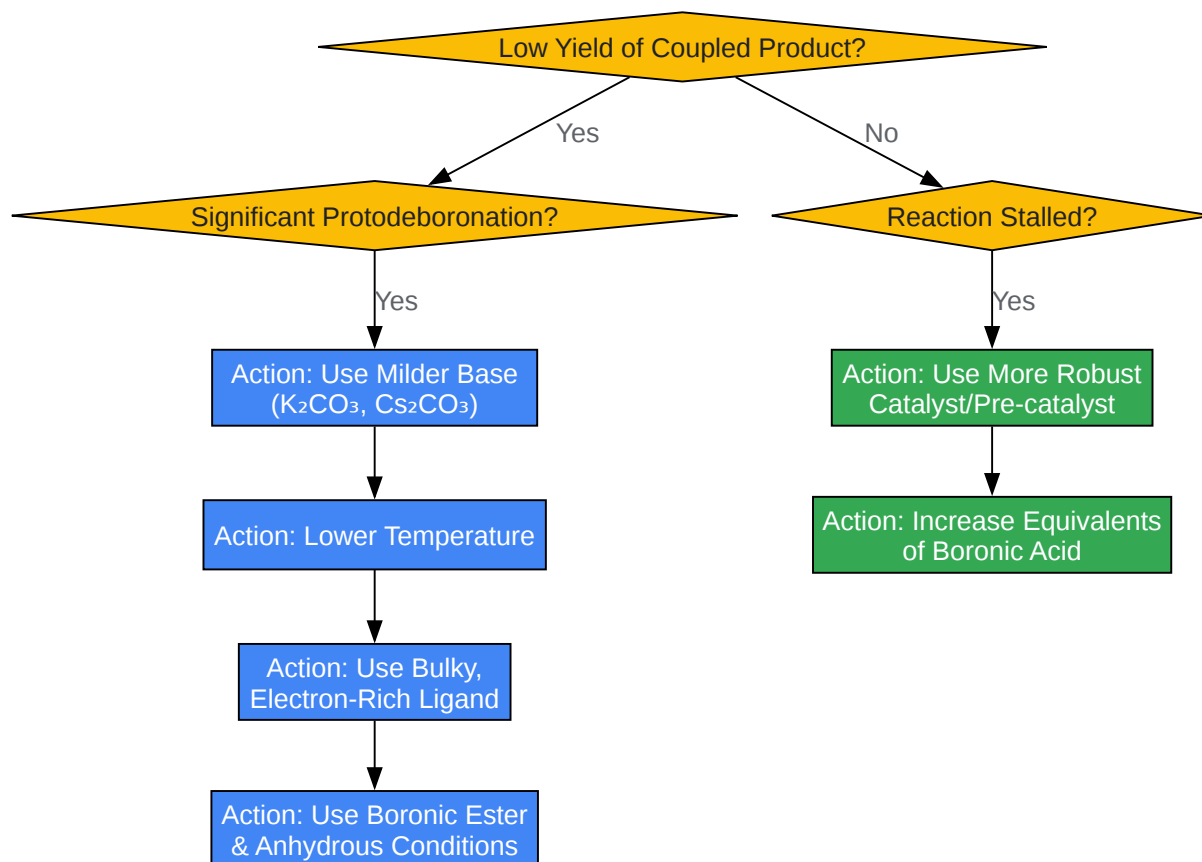 Low Yield of Coupled Product?
Yes
No
Significant Protodeboronation?
Reaction Stalled?
Yes
Yes
Action: Use Milder Base
(K₂CO₃, Cs₂CO₃)
Action: Use More Robust
Catalyst/Pre-catalyst
Action: Lower Temperature
Action: Increase Equivalents
of Boronic Acid
Action: Use Bulky,
Electron-Rich Ligand
Action: Use Boronic Ester
& Anhydrous Conditions